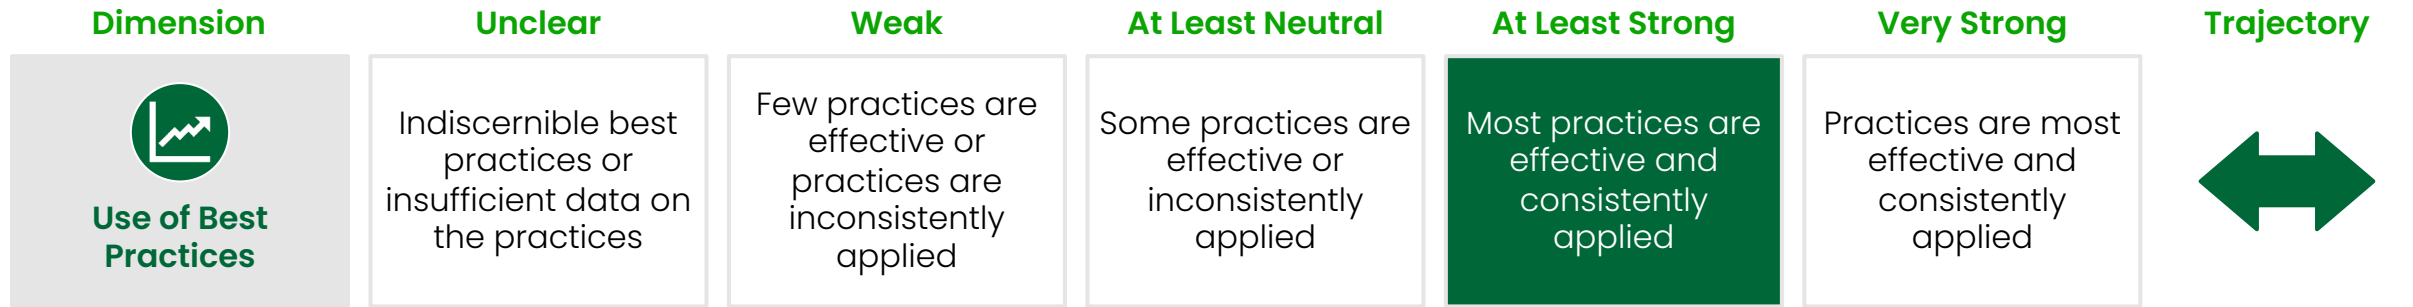 Dimension
Unclear
Weak
At Least Neutral
At Least Strong
Very Strong
Trajectory
Use of Best
Practices
Indiscernible best
practices or
insufficient data on
the practices
Few practices are
effective or
practices are
inconsistently
applied
Some practices are
effective or
inconsistently
applied
Most practices are
effective and
consistently
applied
Practices are most
effective and
consistently
applied